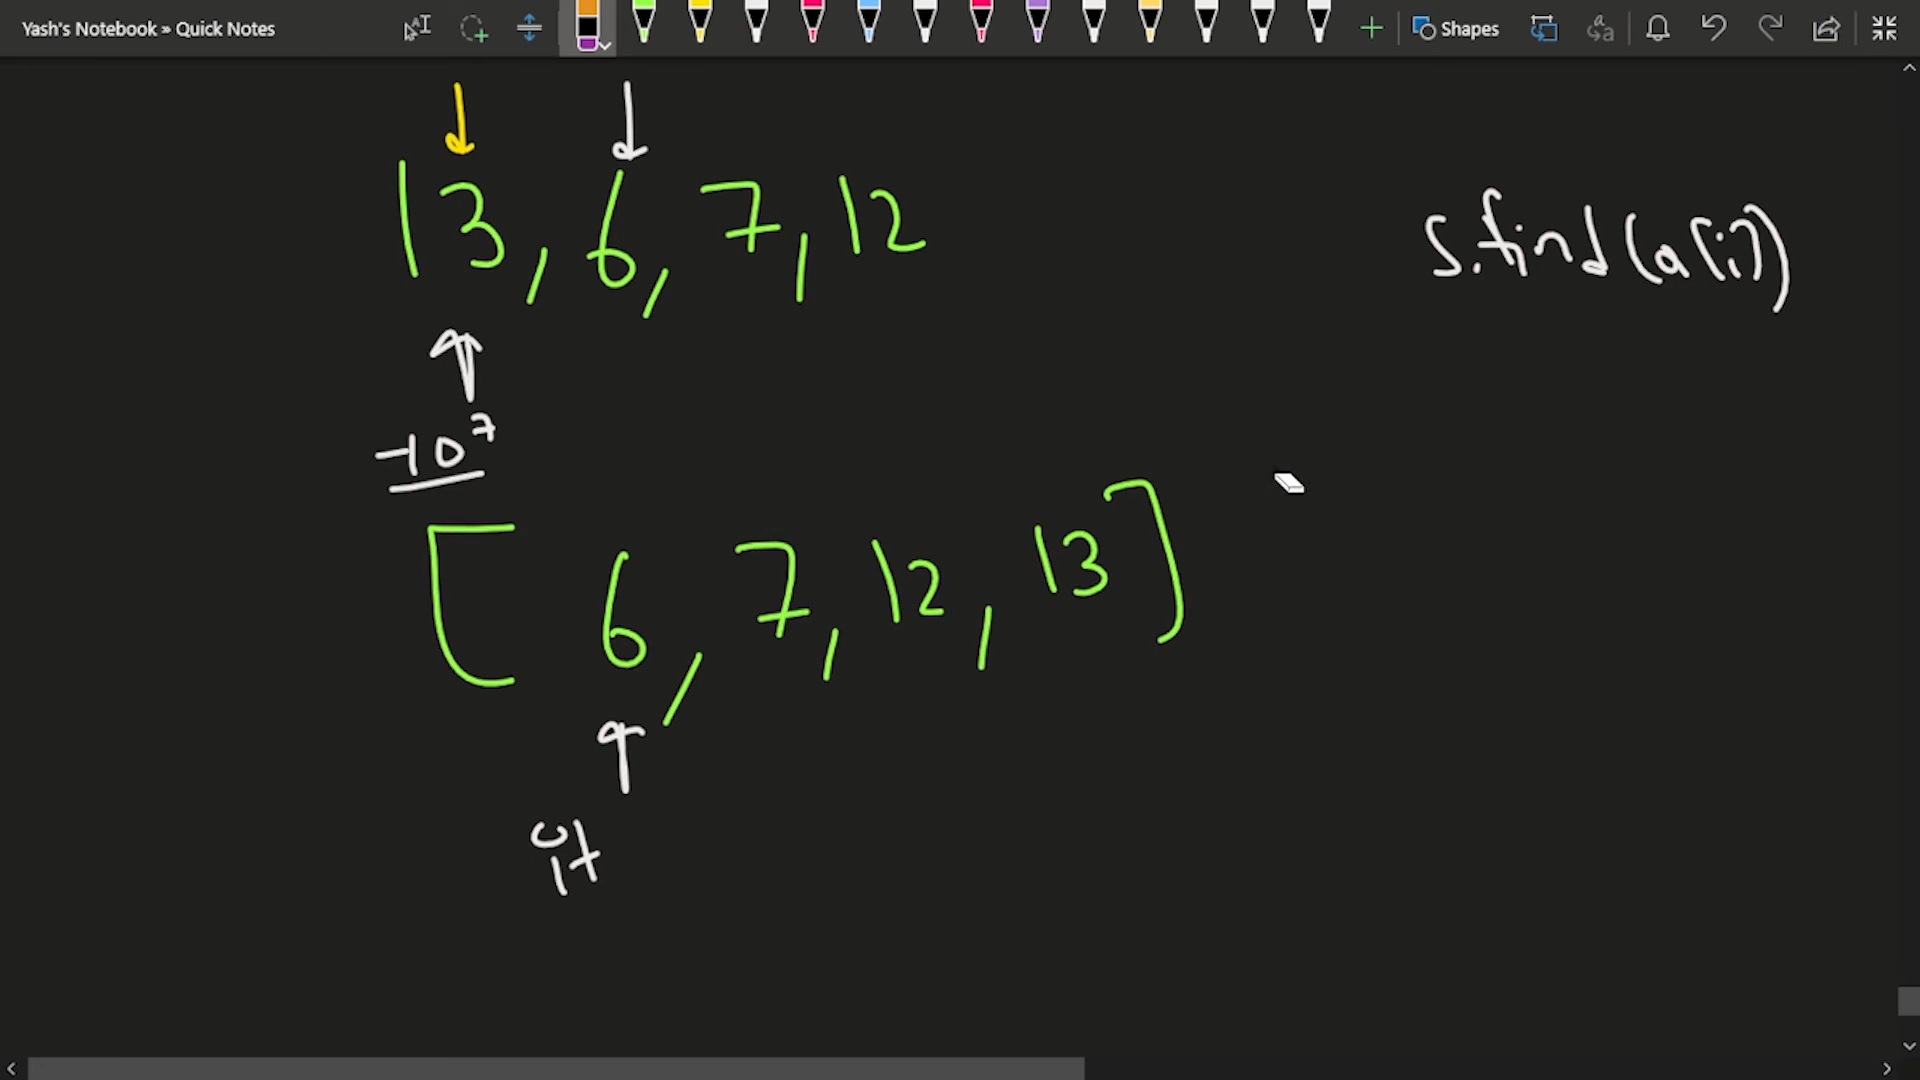 Yash's Notebook » Quick Notes
Shapes
13, 6, 7, 12
s.find(a[i])
-10⁷
[ 6, 7, 12, 13 ]
it